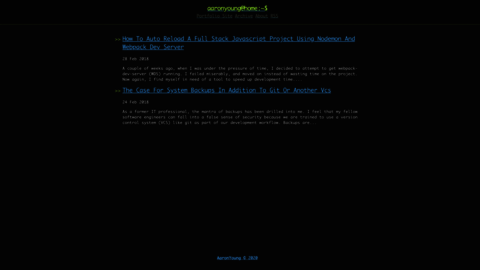 aaronyoung@home:~$
>> How To Auto Reload A Full Stack Javascript Project Using Nodemon And
Webpack Dev Server
28 Feb 2018
A couple of weeks ago, when I was under the pressure of time, I decided to attempt to get webpack-
dev-server (WDS) running. I failed miserably, and moved on instead of wasting time on the project.
Now again, I find myself in need of a tool to speed up development time....
>> The Case For System Backups In Addition To Git Or Another Vcs
24 Feb 2018
As a former IT professional, the mantra of backups has been drilled into me. I feel that my fellow
software engineers can fall into a false sense of security because we are trained to use a version
control system (VCS) like git as part of our development workflow. Backups are
AaronYoung © 2020